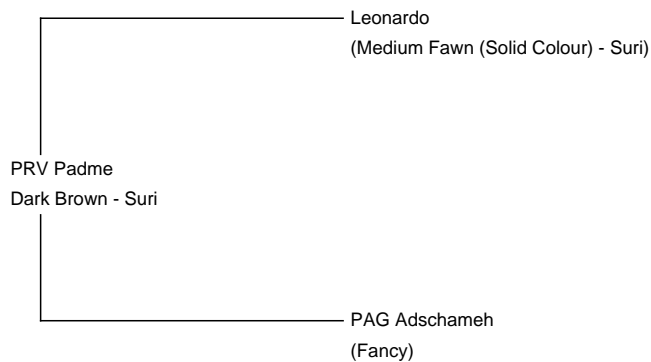 Leonardo
(Medium Fawn (Solid Colour) - Suri)
PRV Padme
Dark Brown - Suri
PAG Adschameh
(Fancy)